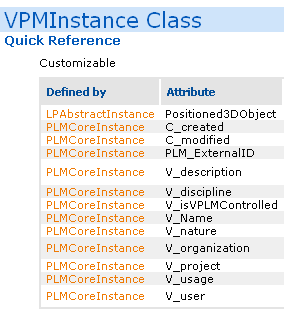 VPMInstance Class
Quick Reference
Customizable
Defined by Attribute
LPAbstractInstance Positioned3DObject
PLMCoreInstance C_created
PLMCoreInstance C_modified
PLMCoreInstance PLM_ExternalID
PLMCoreInstance V_description
PLMCoreInstance V_discipline
PLMCoreInstance V_isVPLMControlled
PLMCoreInstance V_Name
PLMCoreInstance V_nature
PLMCoreInstance V_organization
PLMCoreInstance V_project
PLMCoreInstance V_usage
PLMCoreInstance V_user